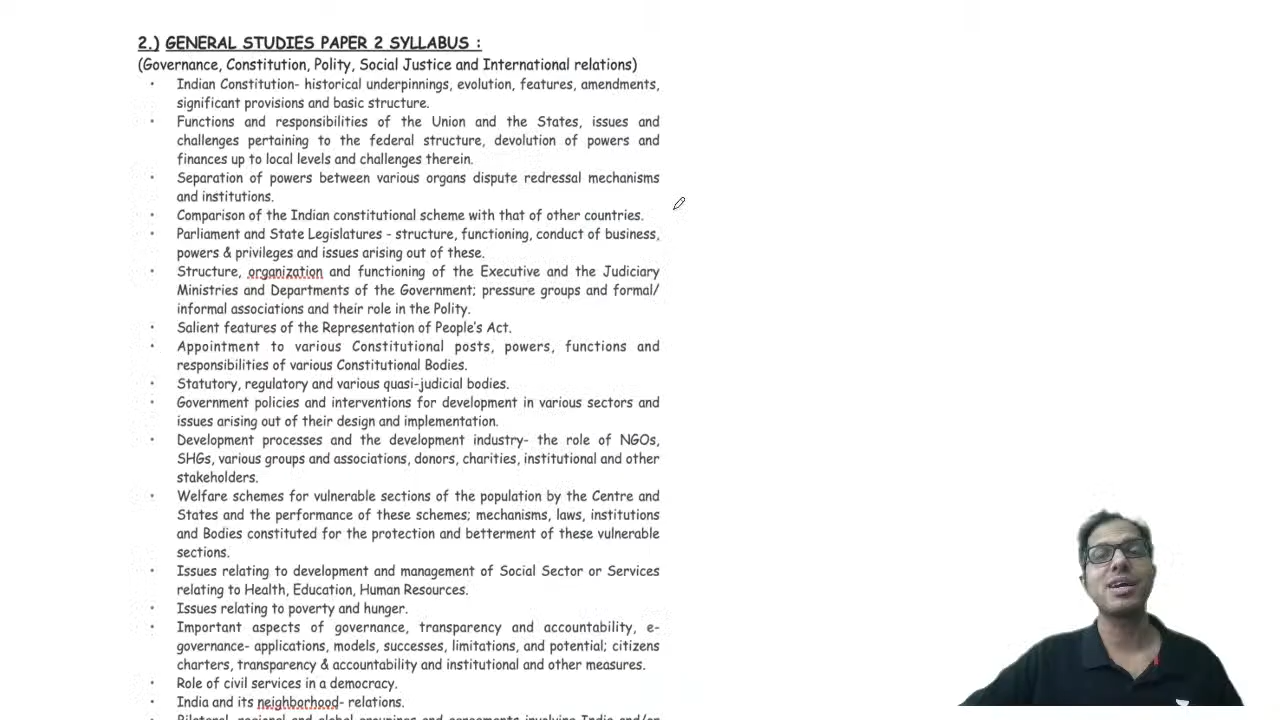 2.) GENERAL STUDIES PAPER 2 SYLLABUS :
(Governance, Constitution, Polity, Social Justice and International relations)
• Indian Constitution- historical underpinnings, evolution, features, amendments,
significant provisions and basic structure.
• Functions and responsibilities of the Union and the States, issues and
challenges pertaining to the federal structure, devolution of powers and
finances up to local levels and challenges therein.
• Separation of powers between various organs dispute redressal mechanisms
and institutions.
• Comparison of the Indian constitutional scheme with that of other countries.
• Parliament and State Legislatures - structure, functioning, conduct of business,
powers & privileges and issues arising out of these.
• Structure, organization and functioning of the Executive and the Judiciary
Ministries and Departments of the Government; pressure groups and formal/
informal associations and their role in the Polity.
• Salient features of the Representation of People's Act.
• Appointment to various Constitutional posts, powers, functions and
responsibilities of various Constitutional Bodies.
• Statutory, regulatory and various quasi-judicial bodies.
• Government policies and interventions for development in various sectors and
issues arising out of their design and implementation.
• Development processes and the development industry- the role of NGOs,
SHGs, various groups and associations, donors, charities, institutional and other
stakeholders.
• Welfare schemes for vulnerable sections of the population by the Centre and
States and the performance of these schemes; mechanisms, laws, institutions
and Bodies constituted for the protection and betterment of these vulnerable
sections.
• Issues relating to development and management of Social Sector or Services
relating to Health, Education, Human Resources.
• Issues relating to poverty and hunger.
• Important aspects of governance, transparency and accountability, e-
governance- applications, models, successes, limitations, and potential; citizens
charters, transparency & accountability and institutional and other measures.
• Role of civil services in a democracy.
• India and its neighborhood- relations.
• Bilateral, regional and global groupings and agreements involving India and/or